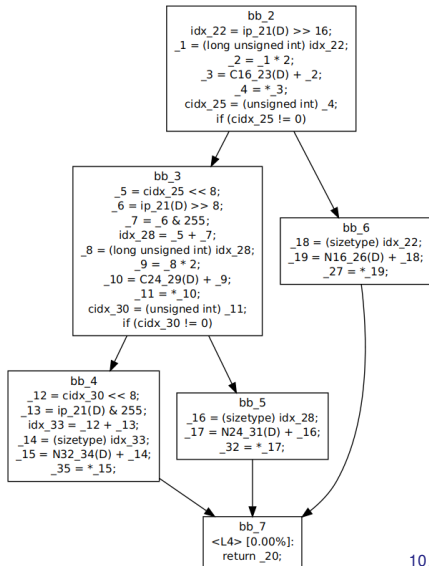 bb_2
idx_22 = ip_21(D) >> 16;
_1 = (long unsigned int) idx_22;
_2 = _1 * 2;
_3 = C16_23(D) + _2;
_4 = *_3;
cidx_25 = (unsigned int) _4;
if (cidx_25 != 0)
bb_3
_5 = cidx_25 << 8;
_6 = ip_21(D) >> 8;
_7 = _6 & 255;
idx_28 = _5 + _7;
_8 = (long unsigned int) idx_28;
_9 = _8 * 2;
_10 = C24_29(D) + _9;
_11 = *_10;
cidx_30 = (unsigned int) _11;
if (cidx_30 != 0)
bb_6
_18 = (sizetype) idx_22;
_19 = N16_26(D) + _18;
_27 = *_19;
bb_4
_12 = cidx_30 << 8;
_13 = ip_21(D) & 255;
idx_33 = _12 + _13;
_14 = (sizetype) idx_33;
_15 = N32_34(D) + _14;
_35 = *_15;
bb_5
_16 = (sizetype) idx_28;
_17 = N24_31(D) + _16;
_32 = *_17;
bb_7
<L4> [0.00%]:
return _20;
10